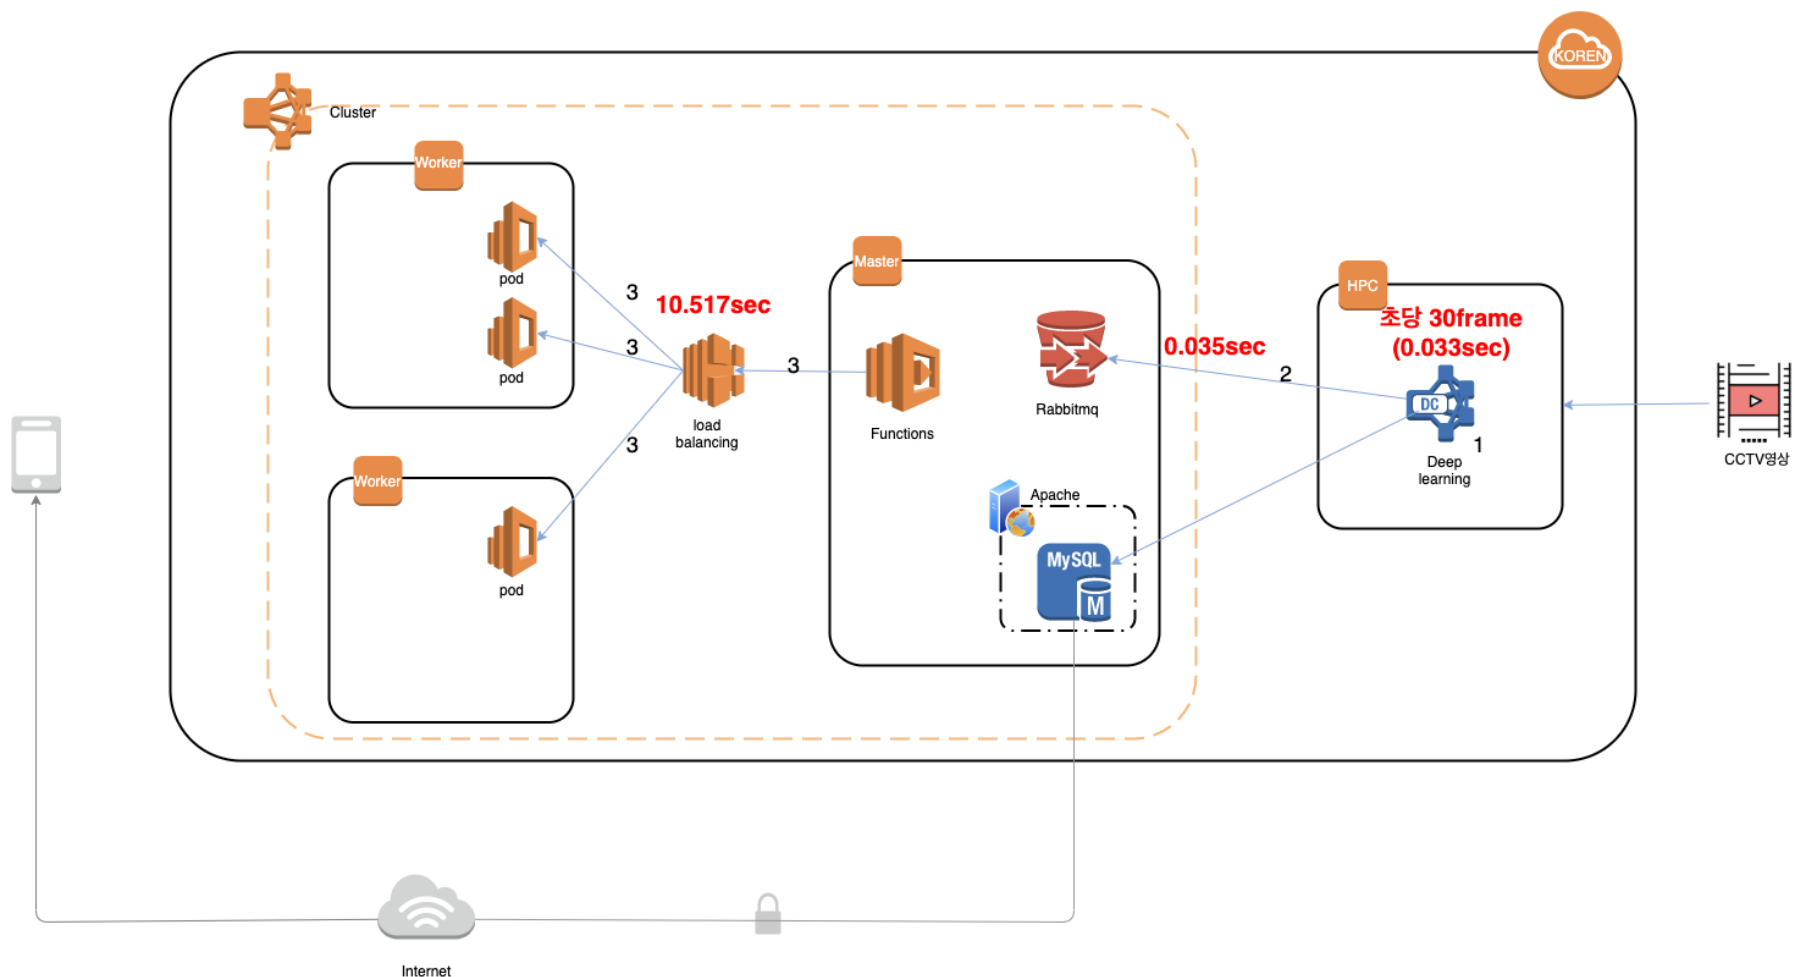 KOREN
Cluster
Worker
pod
pod
3
3
3
10.517sec
load
balancing
3
Worker
pod
Master
Functions
Rabbitmq
0.035sec
2
Apache
MySQL
M
HPC
초당 30frame
(0.033sec)
DC
1
Deep
learning
CCTV영상
Internet